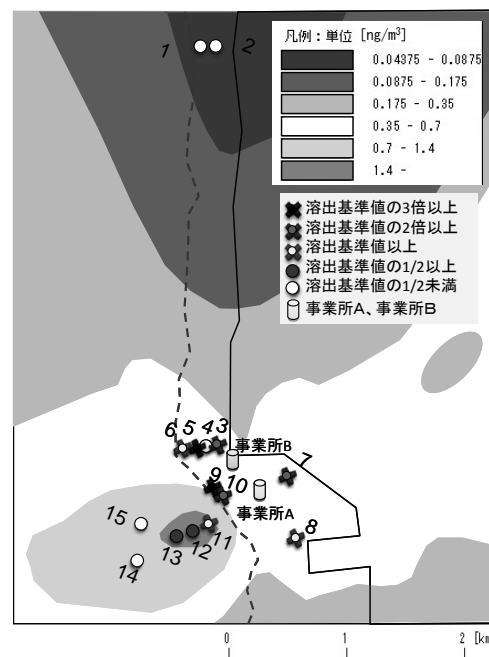 凡例：単位 [ng/m³]
0.04375 - 0.0875
0.0875 - 0.175
0.175 - 0.35
0.35 - 0.7
0.7 - 1.4
1.4 -
溶出基準値の3倍以上
溶出基準値の2倍以上
溶出基準値以上
溶出基準値の1/2以上
溶出基準値の1/2未満
事業所A、事業所B
1
2
6
5
4
3
事業所B
7
9
10
事業所A
8
15
13
12
11
14
0
1
2 [km